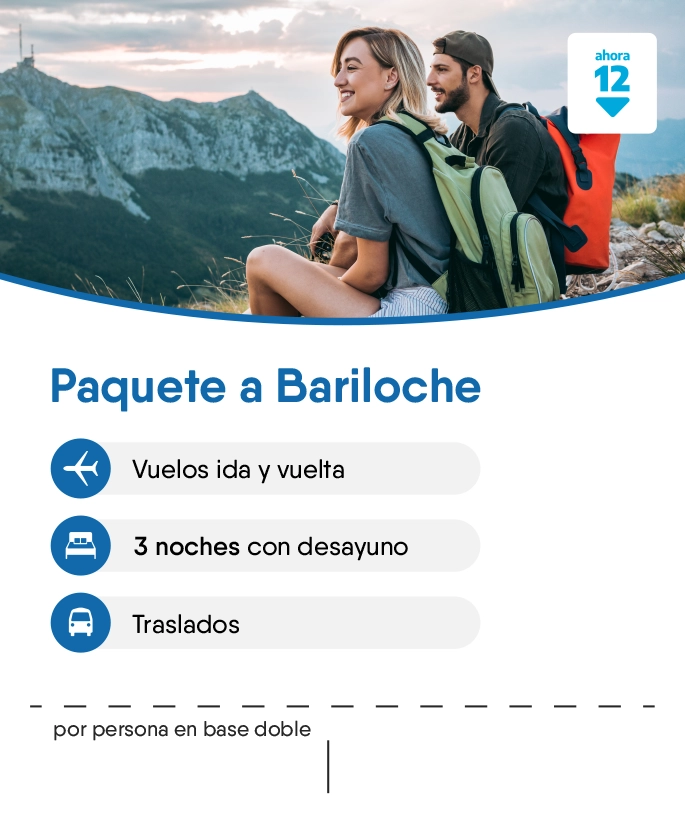 ahora
12
Paquete a Bariloche
Vuelos ida y vuelta
3 noches con desayuno
Traslados
por persona en base doble